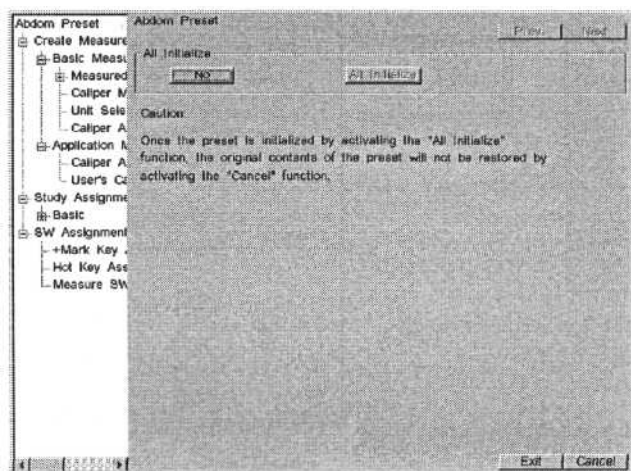 Abdom Preset
Create Measure
Basic Measu
Measured
Caliper M
Unit Sele
Caliper A
Application M
Caliper A
User's Ca
Study Assignme
Basic
SW Assignment
+Mark Key A
Hot Key Ass
Measure SW
Abdom Preset
Prev. Next
All Initialize
No All Initialize
Caution:
Once the preset is initialized by activating the "All Initialize"
function, the original contents of the preset will not be restored by
activating the "Cancel" function.
Exit Cancel